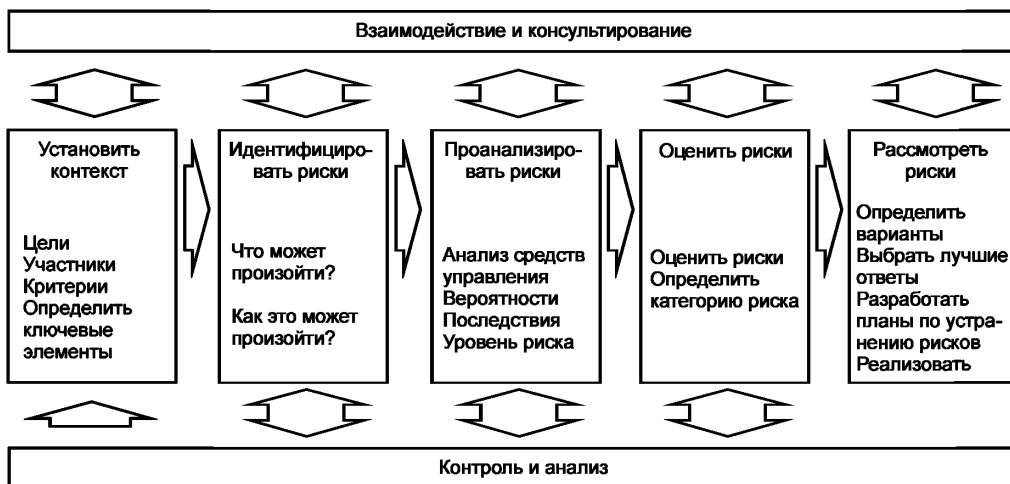 Взаимодействие и консультирование
Установить
контекст
Цели
Участники
Критерии
Определить
ключевые
элементы
Идентифициро-
вать риски
Что может
произойти?
Как это может
произойти?
Проанализиро-
вать риски
Анализ средств
управления
Вероятности
Последствия
Уровень риска
Оценить риски
Оценить риски
Определить
категорию риска
Рассмотреть
риски
Определить
варианты
Выбрать лучшие
ответы
Разработать
планы по устра-
нению рисков
Реализовать
Контроль и анализ